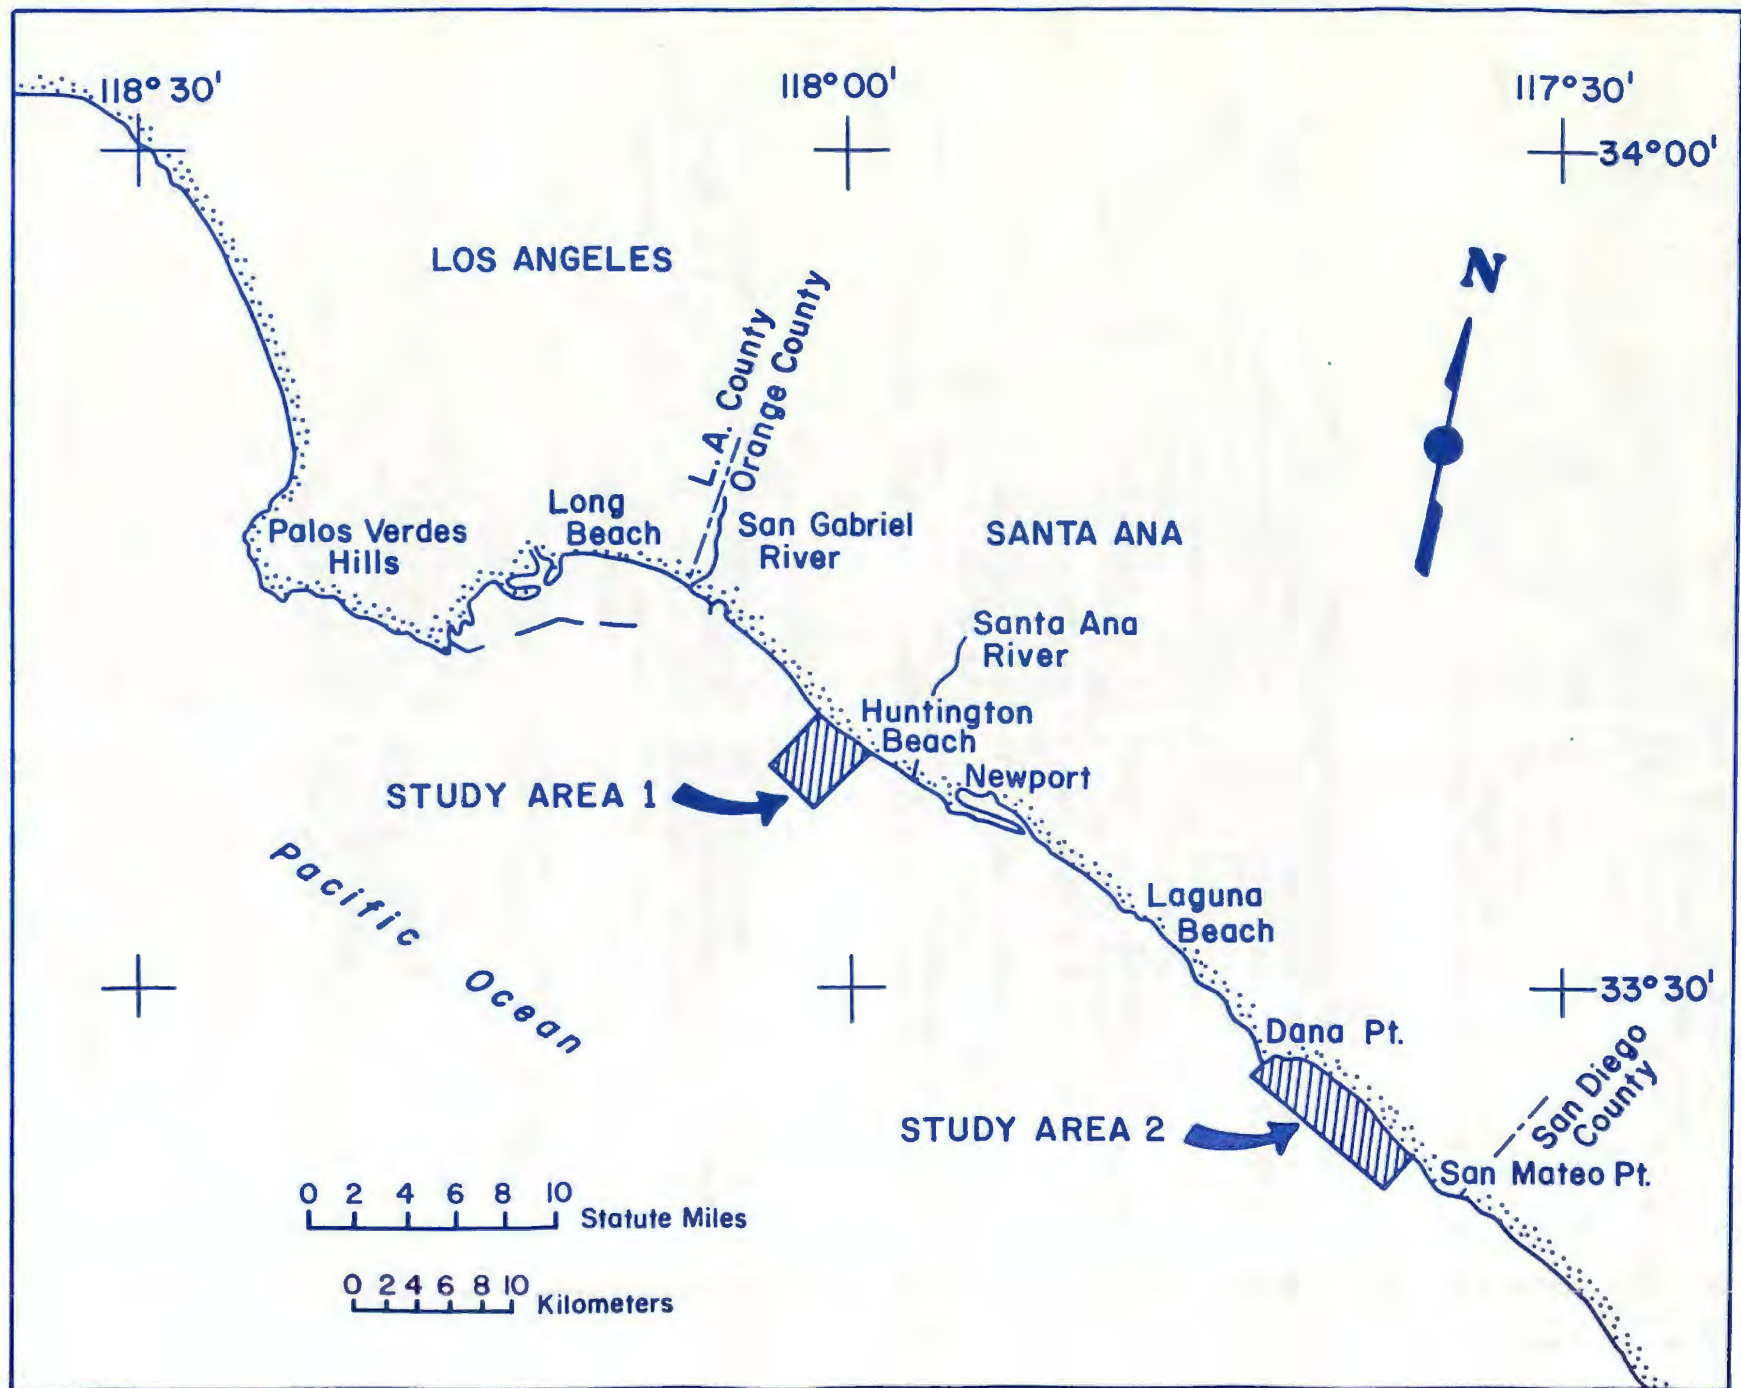 118°30'
118°00'
117°30'
34°00'
LOS ANGELES
N
L.A. County
Orange County
Long
Beach
San Gabriel
River
SANTA ANA
Palos Verdes
Hills
Santa Ana
River
Huntington
Beach
Newport
STUDY AREA 1
Pacific Ocean
Laguna
Beach
33°30'
Dana Pt.
San Diego
County
STUDY AREA 2
San Mateo Pt.
0 2 4 6 8 10
Statute Miles
0 2 4 6 8 10
Kilometers